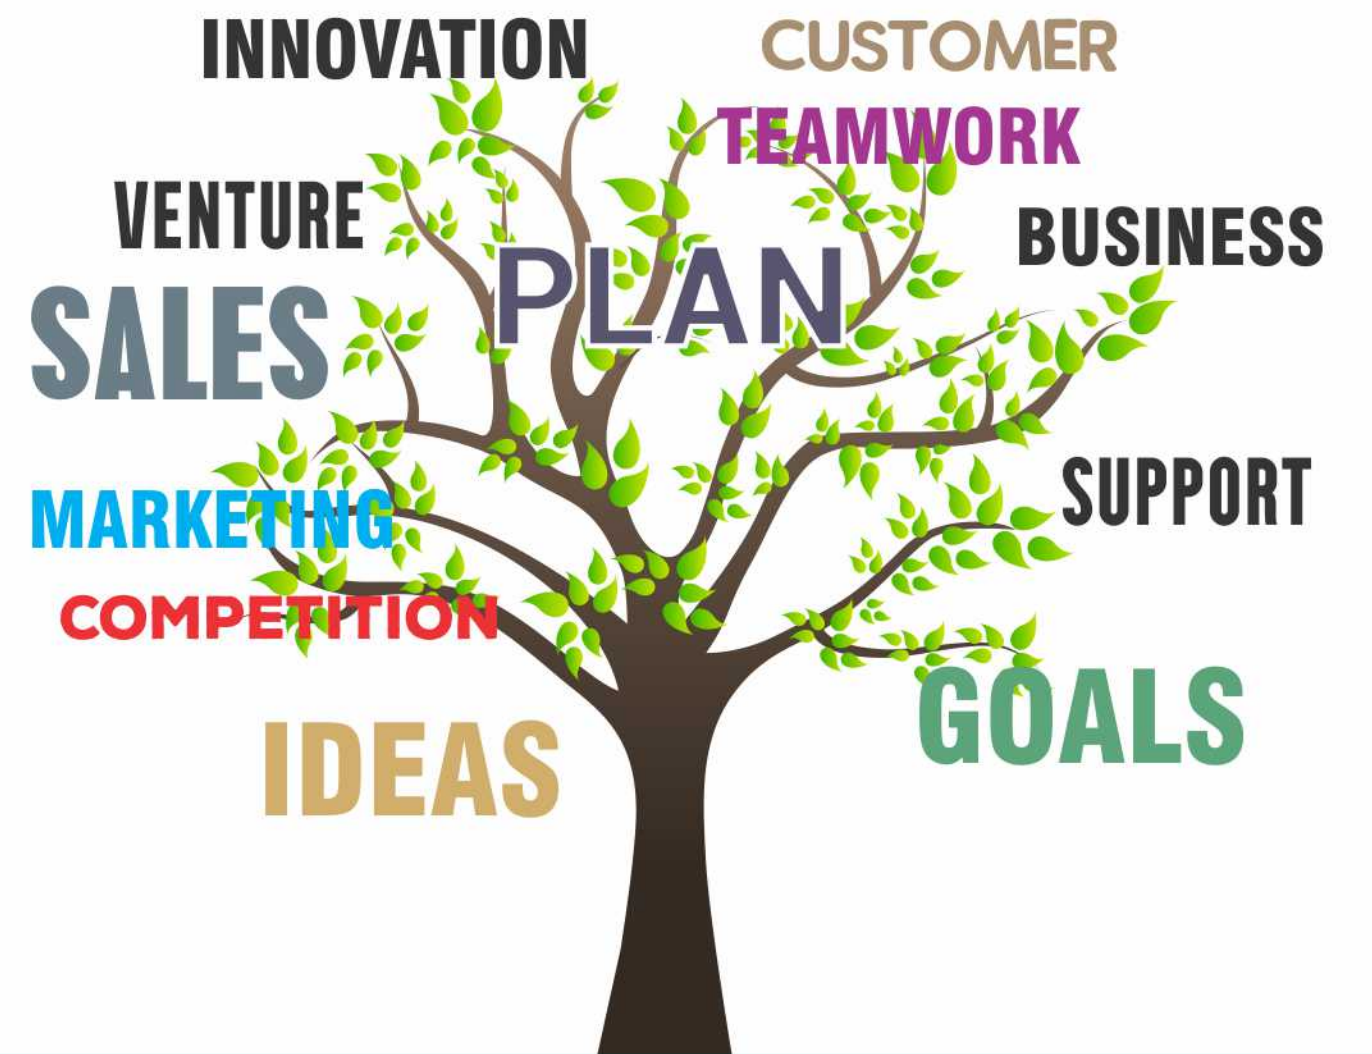 INNOVATION
CUSTOMER
TEAMWORK
VENTURE
BUSINESS
PLAN
SALES
SUPPORT
MARKETING
COMPETITION
GOALS
IDEAS